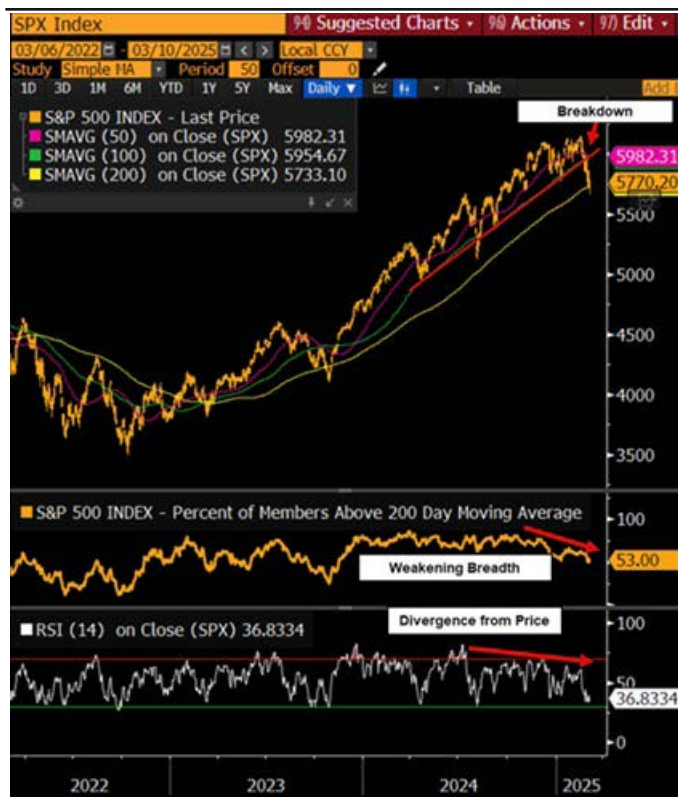 SPX Index 94) Suggested Charts 96) Actions 97) Edit
03/06/2022 - 03/10/2025 Local CCY
Study Simple MA Period 50 Offset 0
1D 3D 1M 6M YTD 1Y 5Y Max Daily Table Add
Breakdown
S&P 500 INDEX - Last Price
SMAVG (50) on Close (SPX) 5982.31
SMAVG (100) on Close (SPX) 5954.67
SMAVG (200) on Close (SPX) 5733.10
5982.31
5770.20
5500
5000
4500
4000
3500
S&P 500 INDEX - Percent of Members Above 200 Day Moving Average
100
53.00
Weakening Breadth
Divergence from Price
RSI (14) on Close (SPX) 36.8334
100
50
36.8334
0
2022 2023 2024 2025